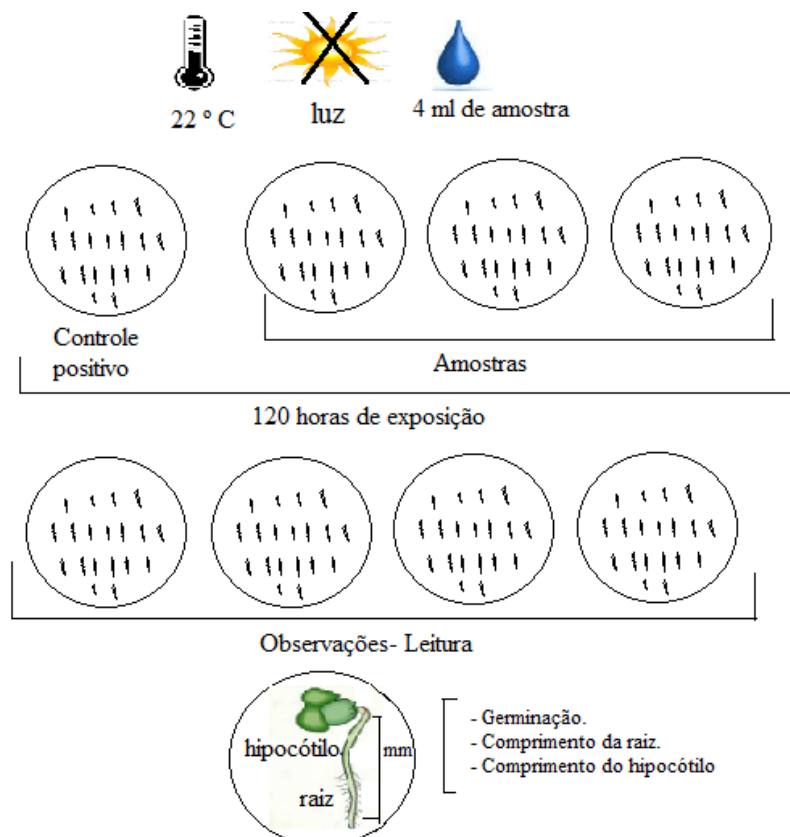 22 º C
luz
4 ml de amostra
Controle
positivo
Amostras
120 horas de exposição
Observações- Leitura
hipocótilo
mm
raiz
- Germinação.
- Comprimento da raiz.
- Comprimento do hipocótilo